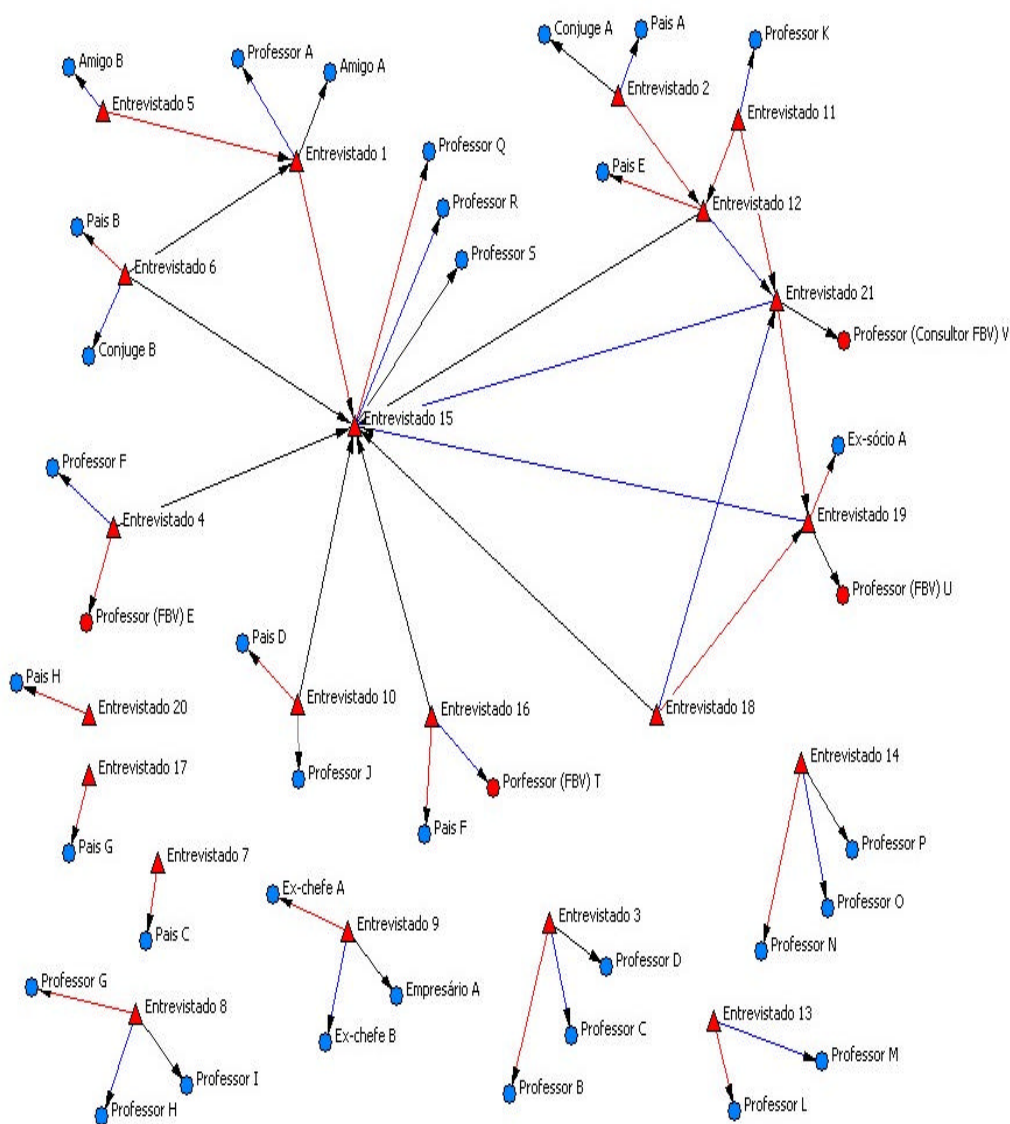 Conjuge A
Pais A
Professor K
Amigo B
Professor A
Amigo A
Entrevistado 5
Entrevistado 2
Entrevistado 11
Entrevistado 1
Professor Q
Pais E
Entrevistado 12
Professor R
Pais B
Professor S
Entrevistado 6
Entrevistado 21
Professor (Consultor FBV) V
Conjuge B
Entrevistado 15
Ex-sócio A
Professor F
Entrevistado 4
Entrevistado 19
Professor (FBV) U
Professor (FBV) E
Pais D
Pais H
Entrevistado 20
Entrevistado 10
Entrevistado 16
Entrevistado 18
Entrevistado 17
Professor J
Porfessor (FBV) T
Entrevistado 14
Pais F
Pais G
Professor P
Entrevistado 7
Professor O
Ex-chefe A
Entrevistado 9
Entrevistado 3
Pais C
Professor N
Professor D
Professor G
Empresário A
Entrevistado 8
Entrevistado 13
Ex-chefe B
Professor C
Professor M
Professor I
Professor B
Professor H
Professor L